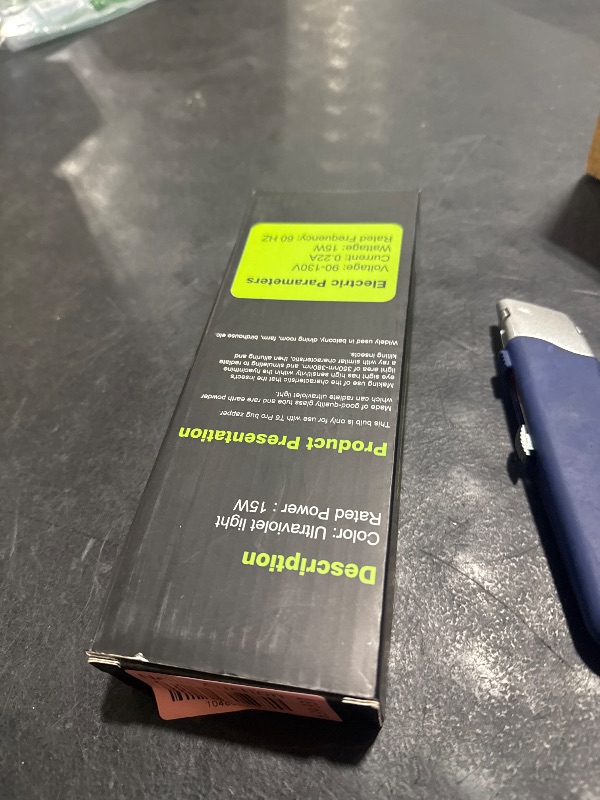 Description
Color: Ultraviolet light
Rated Power : 15W
Product Presentation
This bulb is only for use with T6 Pro bug zapper
Made of good-quality glass tube and rare earth powder
which can radiate ultraviolet light.
Making use of the characteristic that the insect's
eye sight has high sensitivity within the hyacinthine
light area of 350nm-380nm, and simulating to radiate
a ray with similar characteristic, then alluring and
killing insects.
Widely used in balcony, dining room, farm, birdhouse etc.
Electric Parameters
Voltage: 90-130V
Current: 0.22A
Wattage: 15W
Rated Frequency: 60 HZ